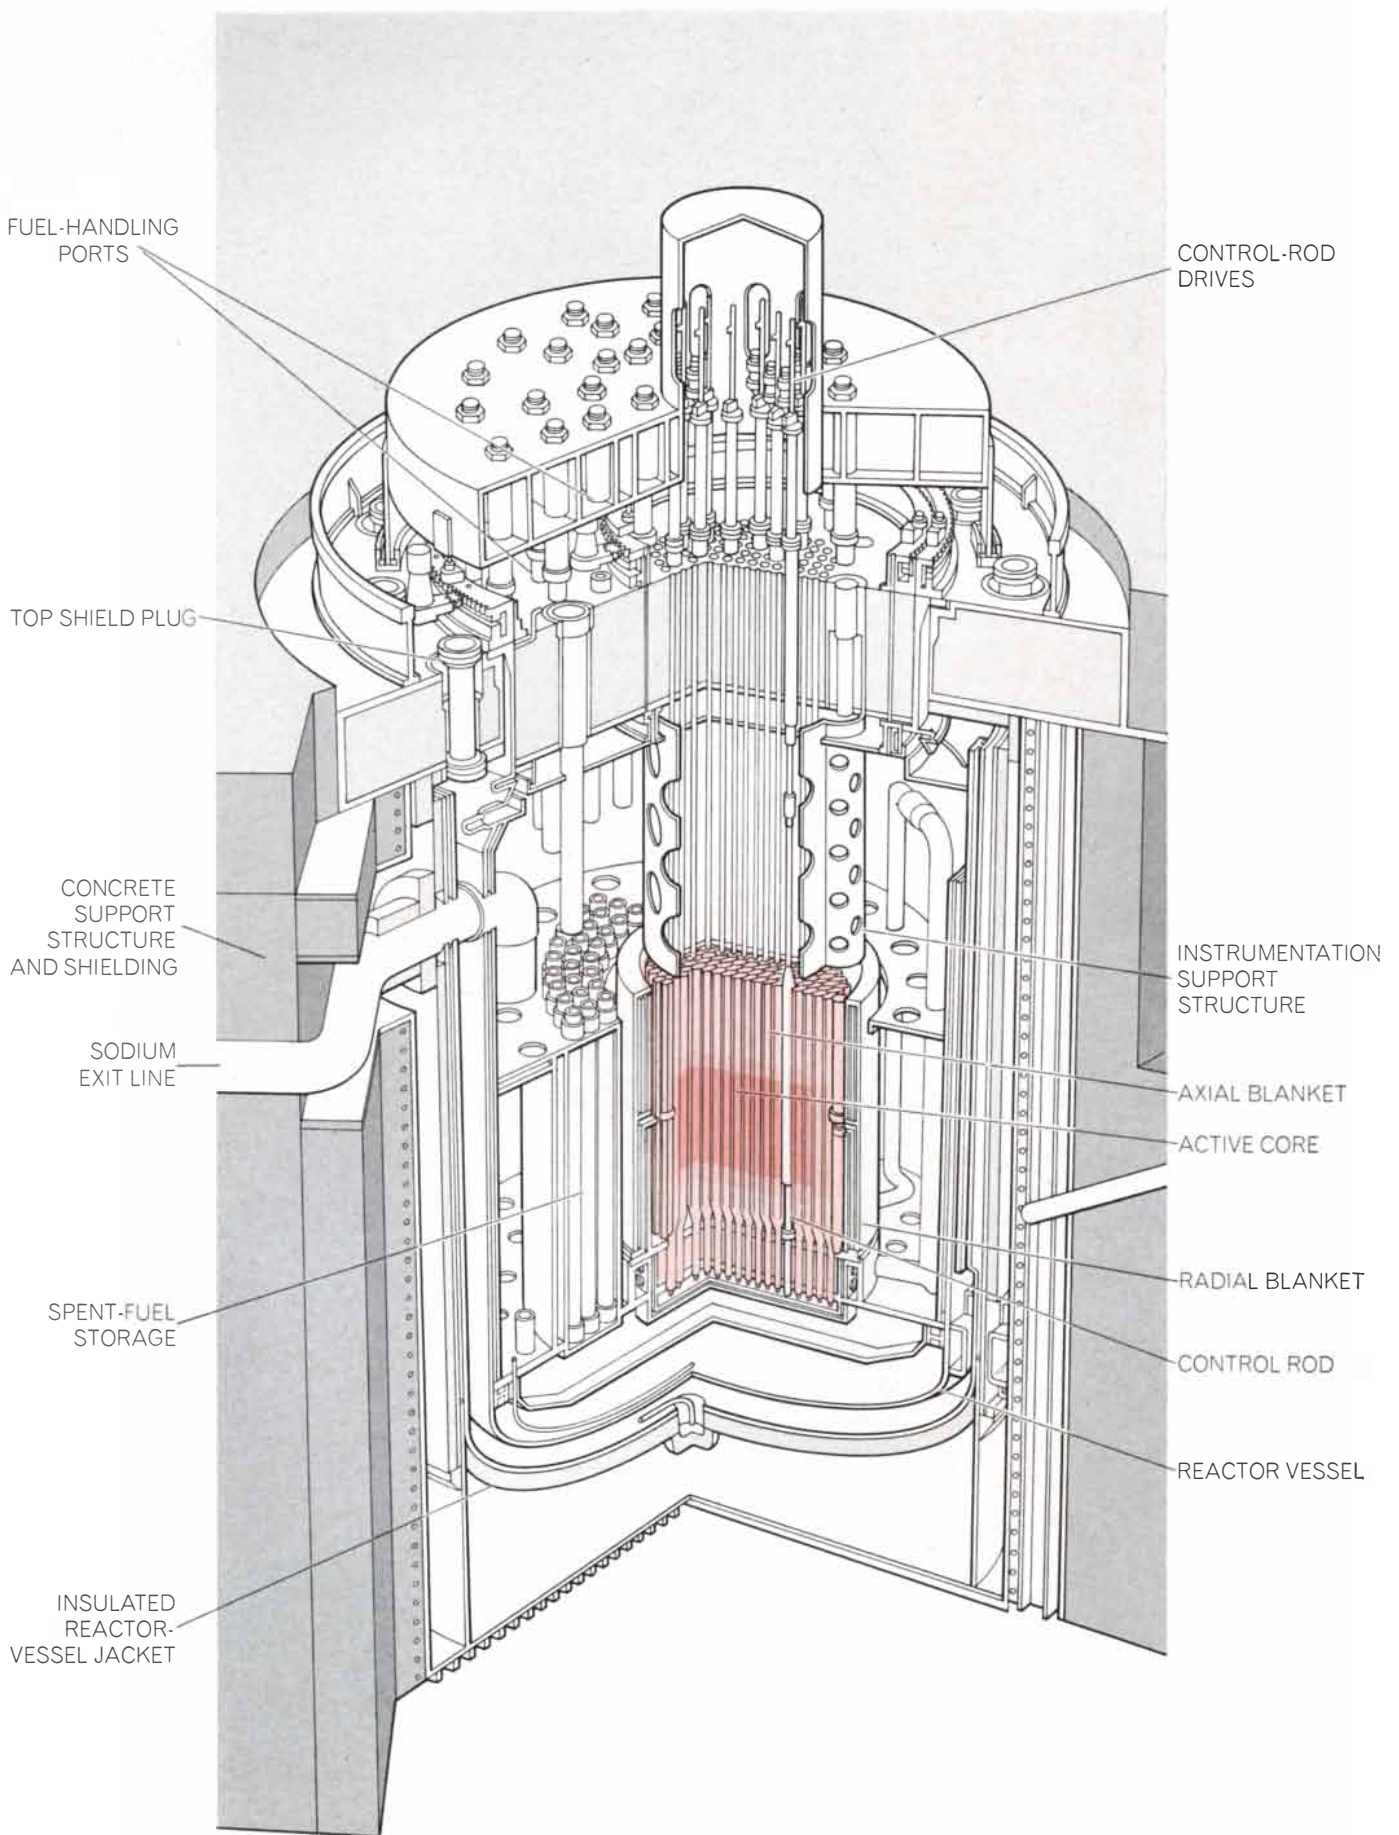 FUEL-HANDLING
PORTS
CONTROL-ROD
DRIVES
TOP SHIELD PLUG
CONCRETE
SUPPORT
STRUCTURE
AND SHIELDING
INSTRUMENTATION
SUPPORT
STRUCTURE
SODIUM
EXIT LINE
AXIAL BLANKET
ACTIVE CORE
RADIAL BLANKET
SPENT-FUEL
STORAGE
CONTROL ROD
REACTOR VESSEL
INSULATED
REACTOR-
VESSEL JACKET